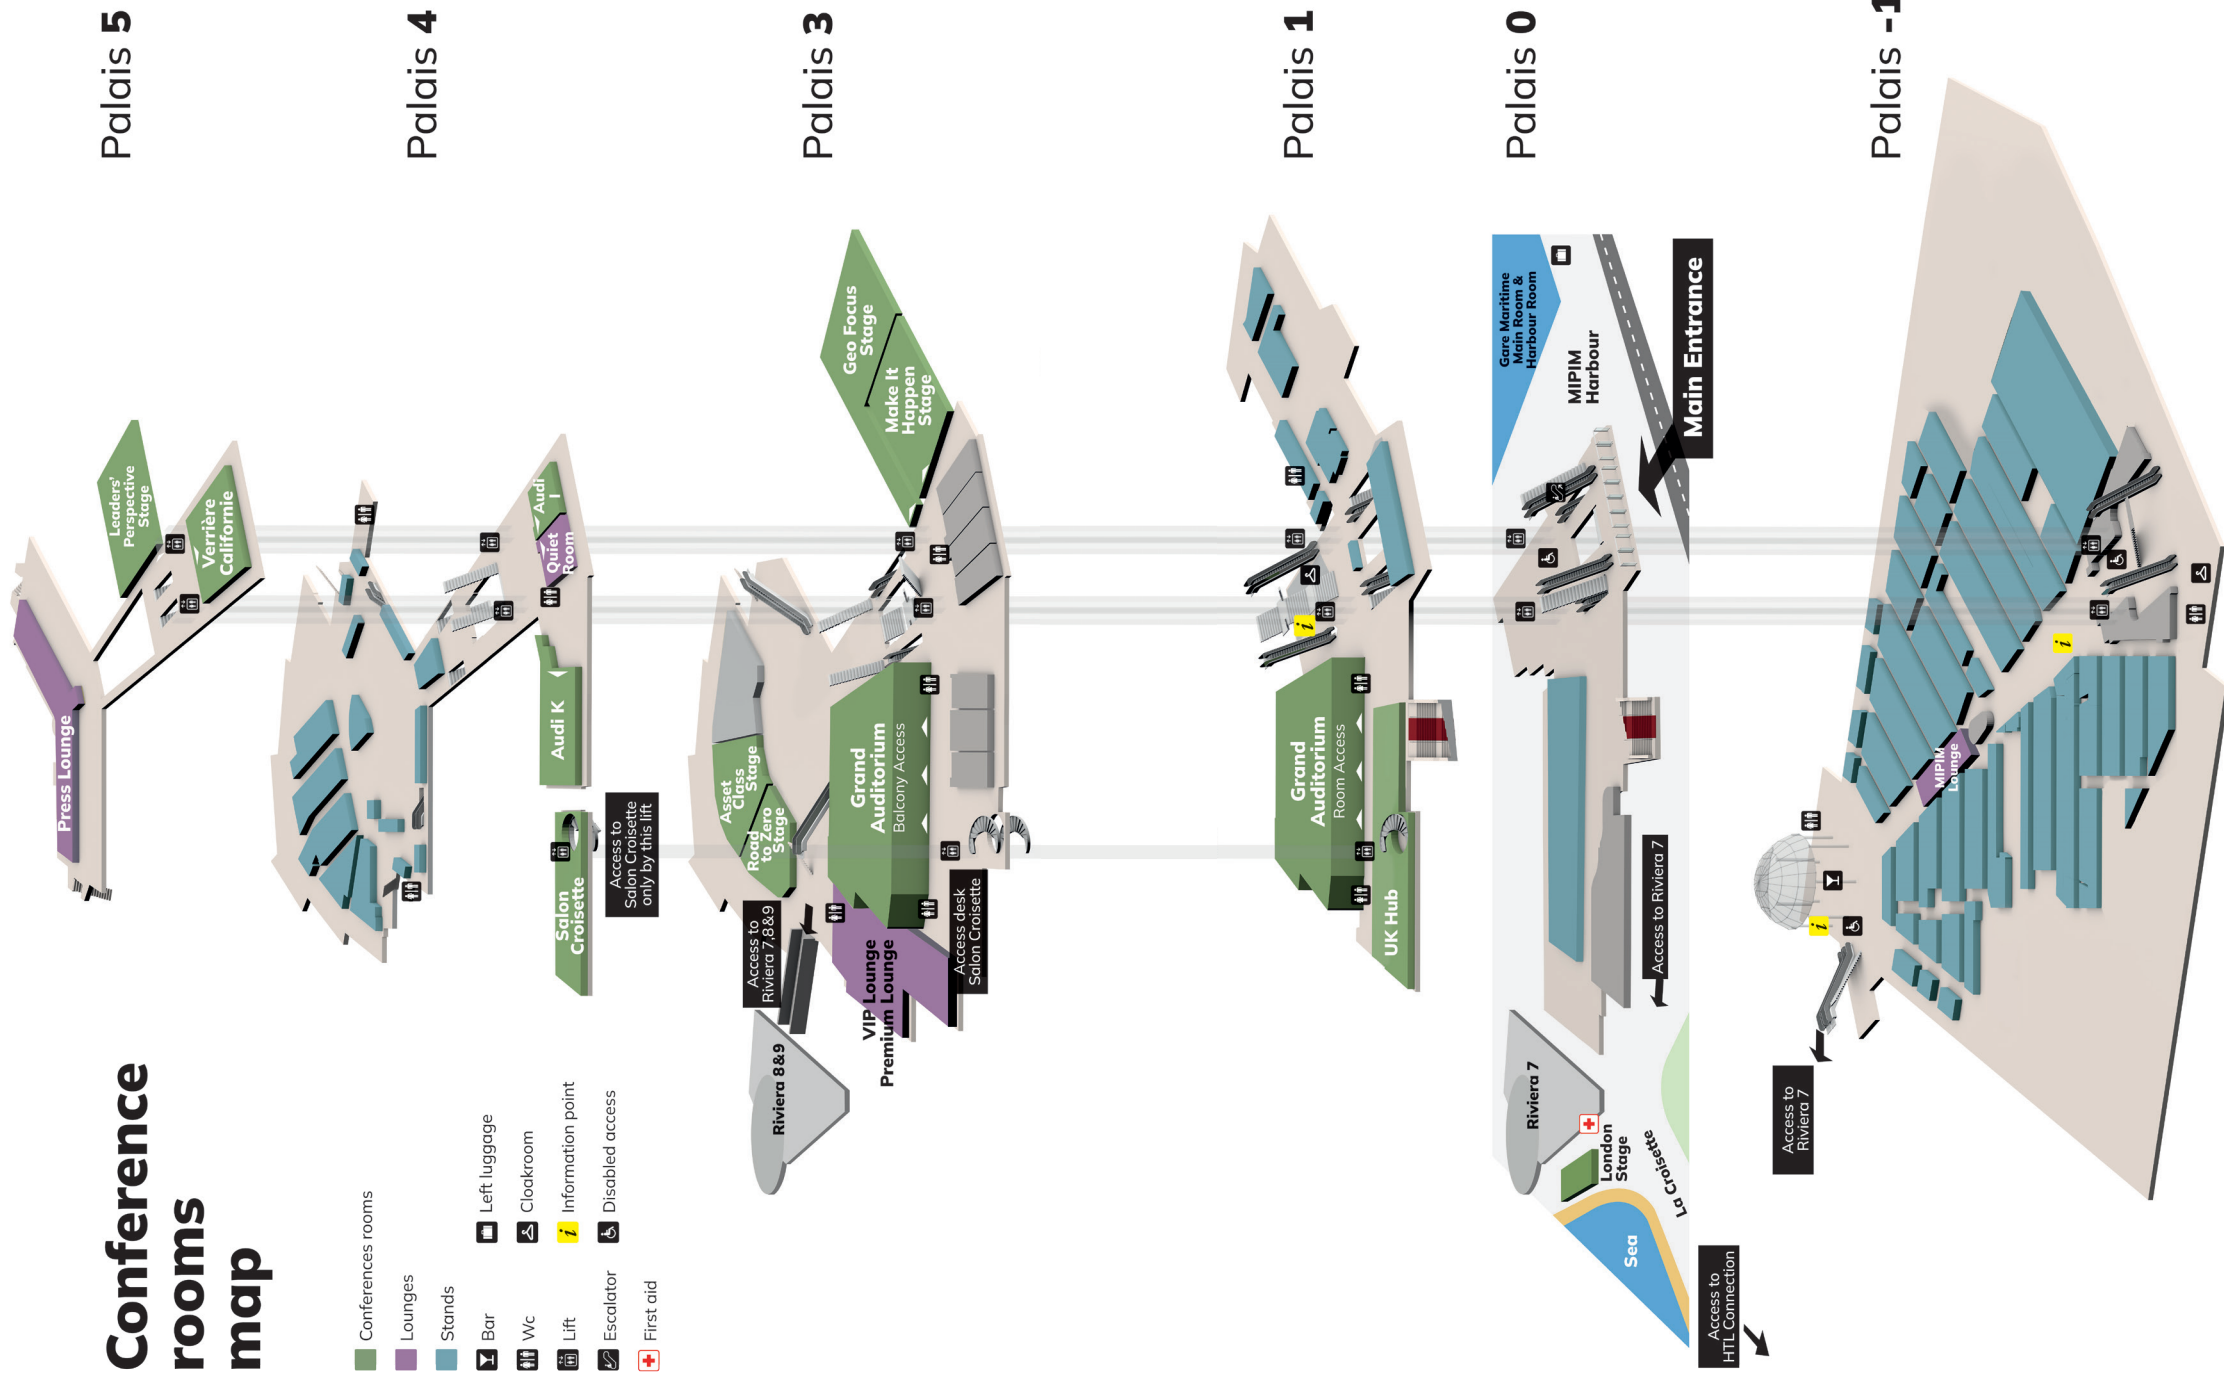 Conference
rooms
map
Conferences rooms
Lounges
Stands
Bar
Left luggage
Wc
Cloakroom
Lift
Information point
Escalator
Disabled access
First aid
Palais 5
Press Lounge
Leaders'
Perspective
Stage
Verrière
Californie
Palais 4
Audi
I
Quiet
Room
Audi K
Salon
Croisette
Access to
Salon Croisette
only by this lift
Palais 3
Geo Focus
Stage
Make It
Happen
Stage
Asset
Class
Stage
Road
to Zero
Stage
Grand
Auditorium
Balcony Access
Access to
Riviera 7,8&9
Riviera 8&9
VIP Lounge
Premium Lounge
Access desk
Salon Croisette
Palais 1
Grand
Auditorium
Room Access
UK Hub
Palais 0
Gare Maritime
Main Room &
Harbour Room
MIPIM
Harbour
Main Entrance
Access to Riviera 7
Riviera 7
London
Stage
La Croisette
Sea
Access to
HTL Connection
Palais -1
MIPIM
Lounge
Access to
Riviera 7